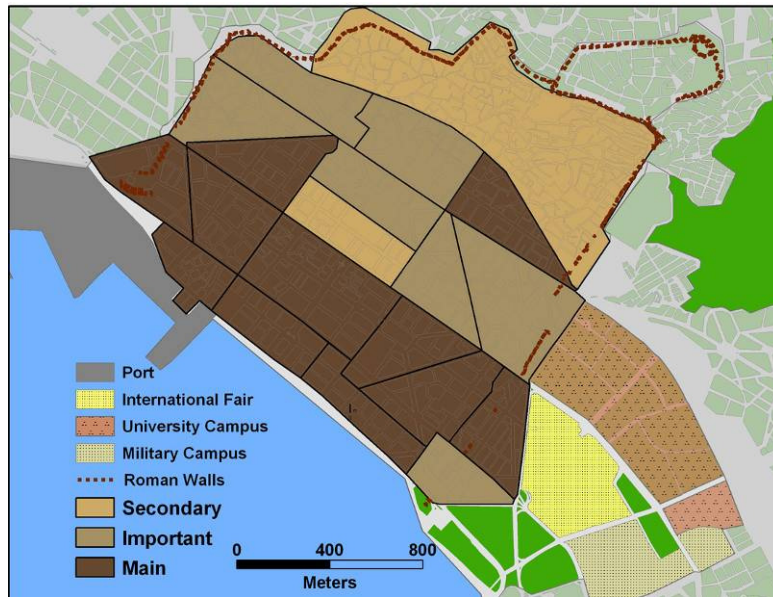 Port
International Fair
University Campus
Military Campus
Roman Walls
Secondary
Important
Main
0 400 800
Meters